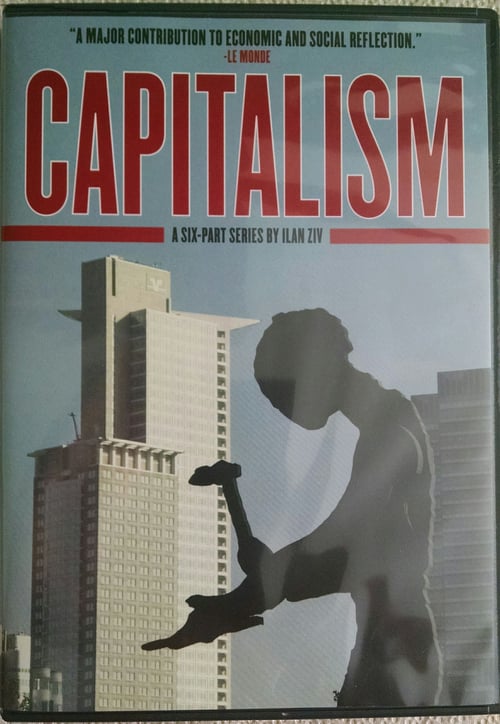 "A MAJOR CONTRIBUTION TO ECONOMIC AND SOCIAL REFLECTION."
-LE MONDE
CAPITALISM
A SIX-PART SERIES BY ILAN ZIV